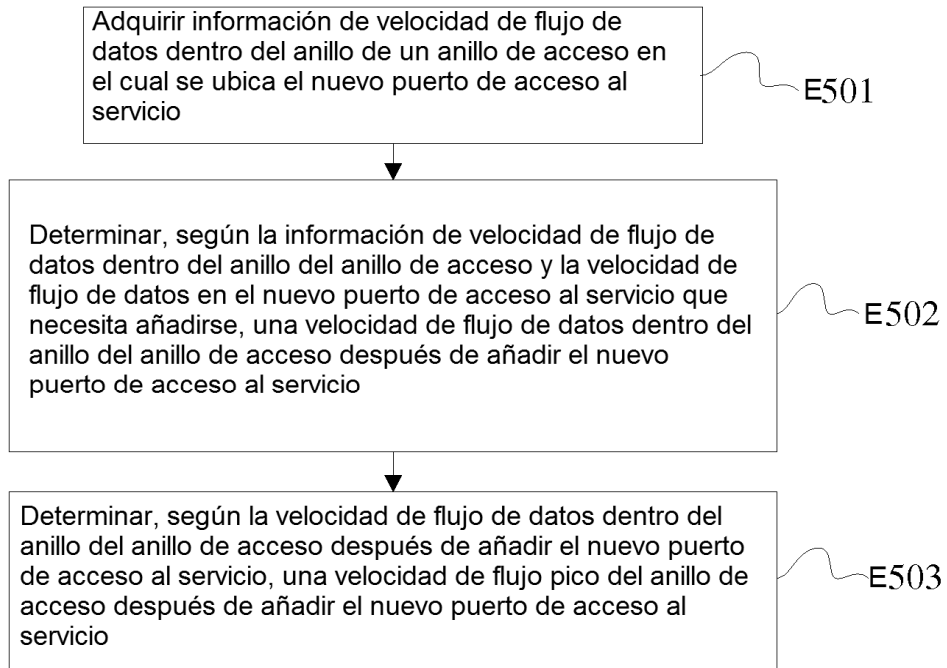 Adquirir información de velocidad de flujo de
datos dentro del anillo de un anillo de acceso en
el cual se ubica el nuevo puerto de acceso al
servicio
E501
Determinar, según la información de velocidad de flujo de
datos dentro del anillo del anillo de acceso y la velocidad de
flujo de datos en el nuevo puerto de acceso al servicio que
necesita añadirse, una velocidad de flujo de datos dentro del
anillo del anillo de acceso después de añadir el nuevo
puerto de acceso al servicio
E502
Determinar, según la velocidad de flujo de datos dentro del
anillo del anillo de acceso después de añadir el nuevo puerto
de acceso al servicio, una velocidad de flujo pico del anillo de
acceso después de añadir el nuevo puerto de acceso al
servicio
E503